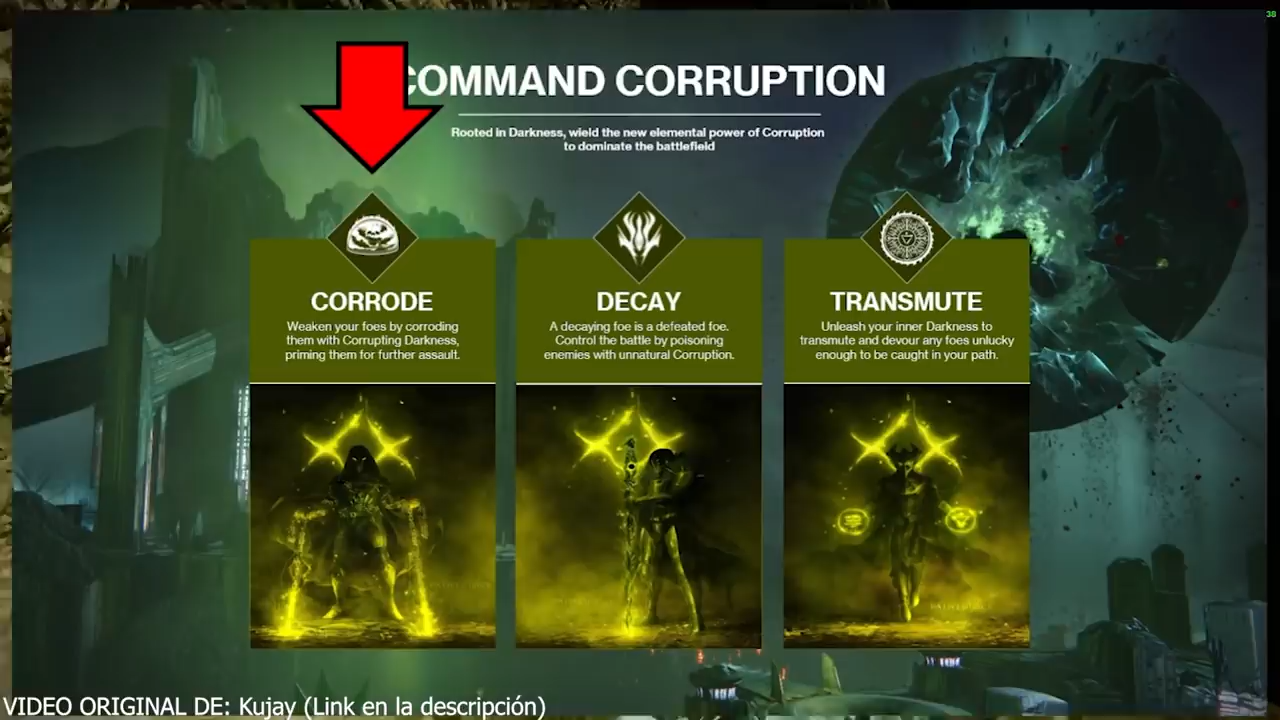 38
COMMAND CORRUPTION
Rooted in Darkness, wield the new elemental power of Corruption
to dominate the battlefield
CORRODE
Weaken your foes by corroding
them with Corrupting Darkness,
priming them for further assault.
DECAY
A decaying foe is a defeated foe.
Control the battle by poisoning
enemies with unnatural Corruption.
TRANSMUTE
Unleash your inner Darkness to
transmute and devour any foes unlucky
enough to be caught in your path.
VIDEO ORIGINAL DE: Kujay (Link en la descripción)